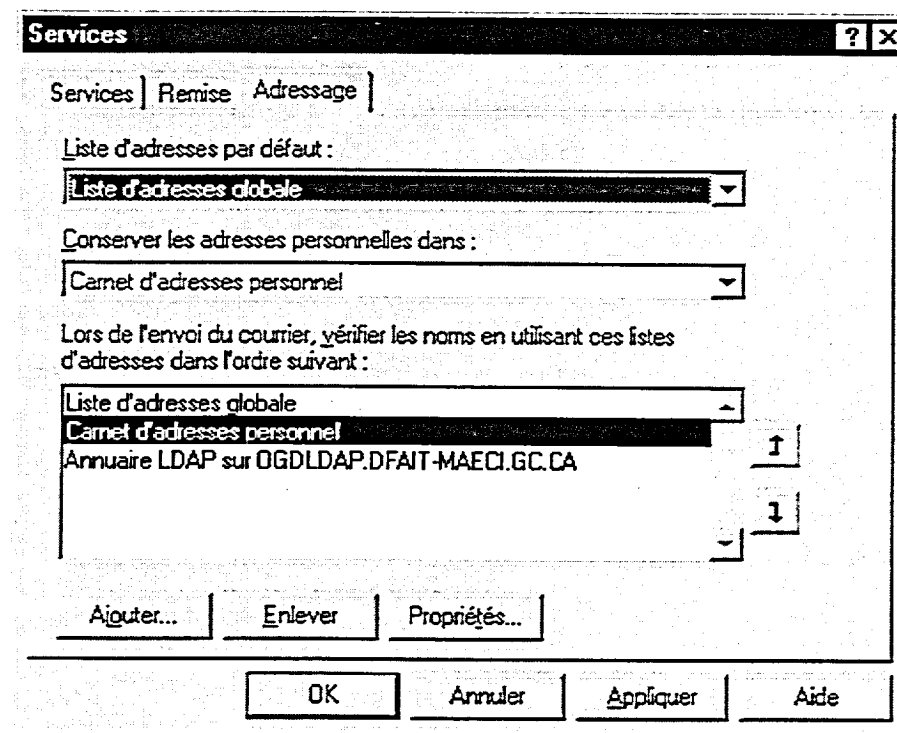 Services
Services Remise Adressage
Liste d'adresses par défaut :
Liste d'adresses globale
Conserver les adresses personnelles dans :
Carnet d'adresses personnel
Lors de l'envoi du courrier, vérifier les noms en utilisant ces listes
d'adresses dans l'ordre suivant :
Liste d'adresses globale
Carnet d'adresses personnel
Annuaire LDAP sur OGDLDAP.DFAIT-MAECI.GC.CA
Ajouter... Enlever Propriétés...
OK Annuler Appliquer Aide